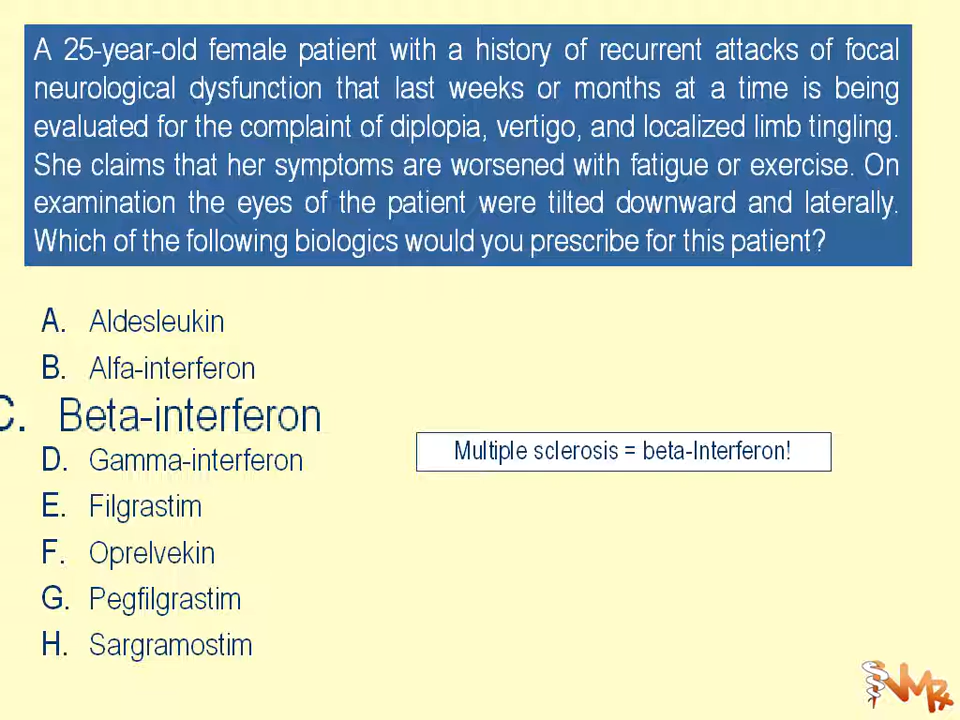 A 25-year-old female patient with a history of recurrent attacks of focal
neurological dysfunction that last weeks or months at a time is being
evaluated for the complaint of diplopia, vertigo, and localized limb tingling.
She claims that her symptoms are worsened with fatigue or exercise. On
examination the eyes of the patient were tilted downward and laterally.
Which of the following biologics would you prescribe for this patient?
A. Aldesleukin
B. Alfa-interferon
C. Beta-interferon
Multiple sclerosis = beta-Interferon!
D. Gamma-interferon
E. Filgrastim
F. Oprelvekin
G. Pegfilgrastim
H. Sargramostim
VMRx